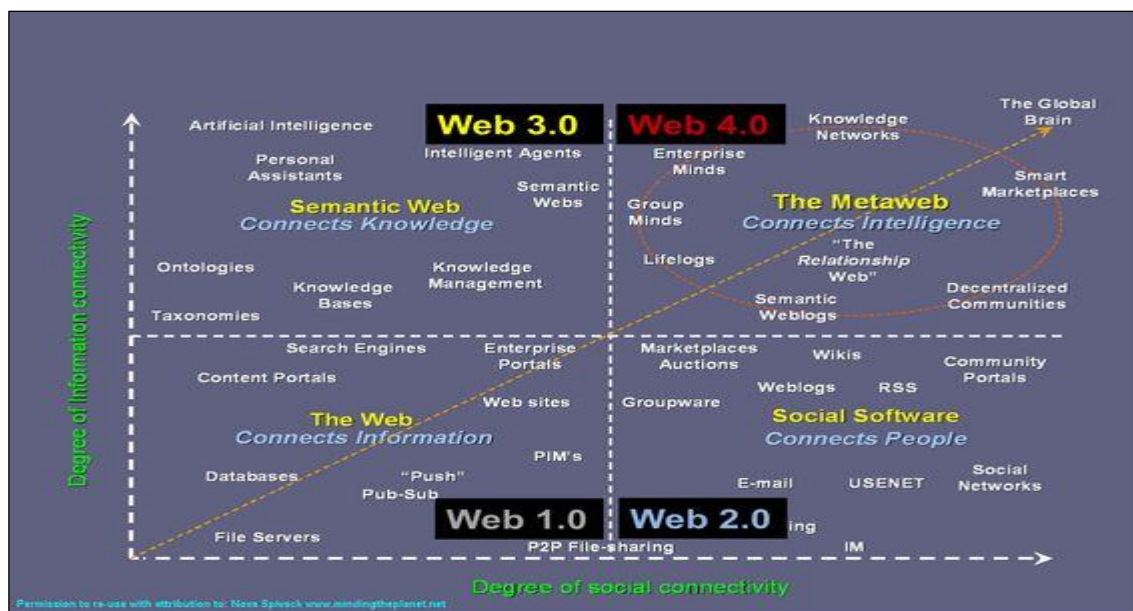 The Global
Brain
Web 3.0
Web 4.0
Artificial Intelligence
Knowledge
Networks
Personal
Assistants
Intelligent Agents
Enterprise
Minds
Semantic
Webs
Smart
Marketplaces
Semantic Web
Connects Knowledge
Group
Minds
The Metaweb
Connects Intelligence
"The
Relationship
Web"
Lifelogs
Ontologies
Knowledge
Bases
Knowledge
Management
Semantic
Weblogs
Decentralized
Communities
Taxonomies
Degree of Information connectivity
Search Engines
Enterprise
Portals
Marketplaces
Auctions
Wikis
Community
Portals
Content Portals
Weblogs
RSS
Web sites
Groupware
The Web
Connects Information
Social Software
Connects People
PIM's
Databases
"Push"
Pub-Sub
E-mail
USENET
Social
Networks
Web 1.0
Web 2.0
ing
File Servers
P2P File-sharing
IM
Degree of social connectivity
Permission to re-use with attribution to: Nova Spivack www.mindingtheplanet.net